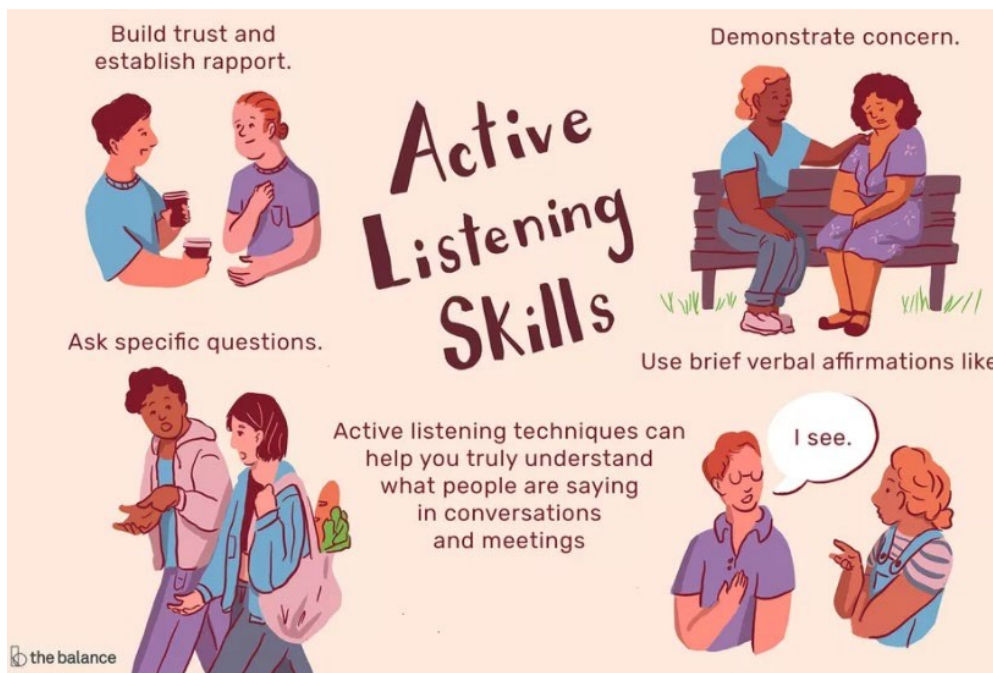 Build trust and
establish rapport.
Demonstrate concern.
Active
Listening
Skills
Ask specific questions.
Use brief verbal affirmations like
I see.
Active listening techniques can
help you truly understand
what people are saying
in conversations
and meetings
the balance